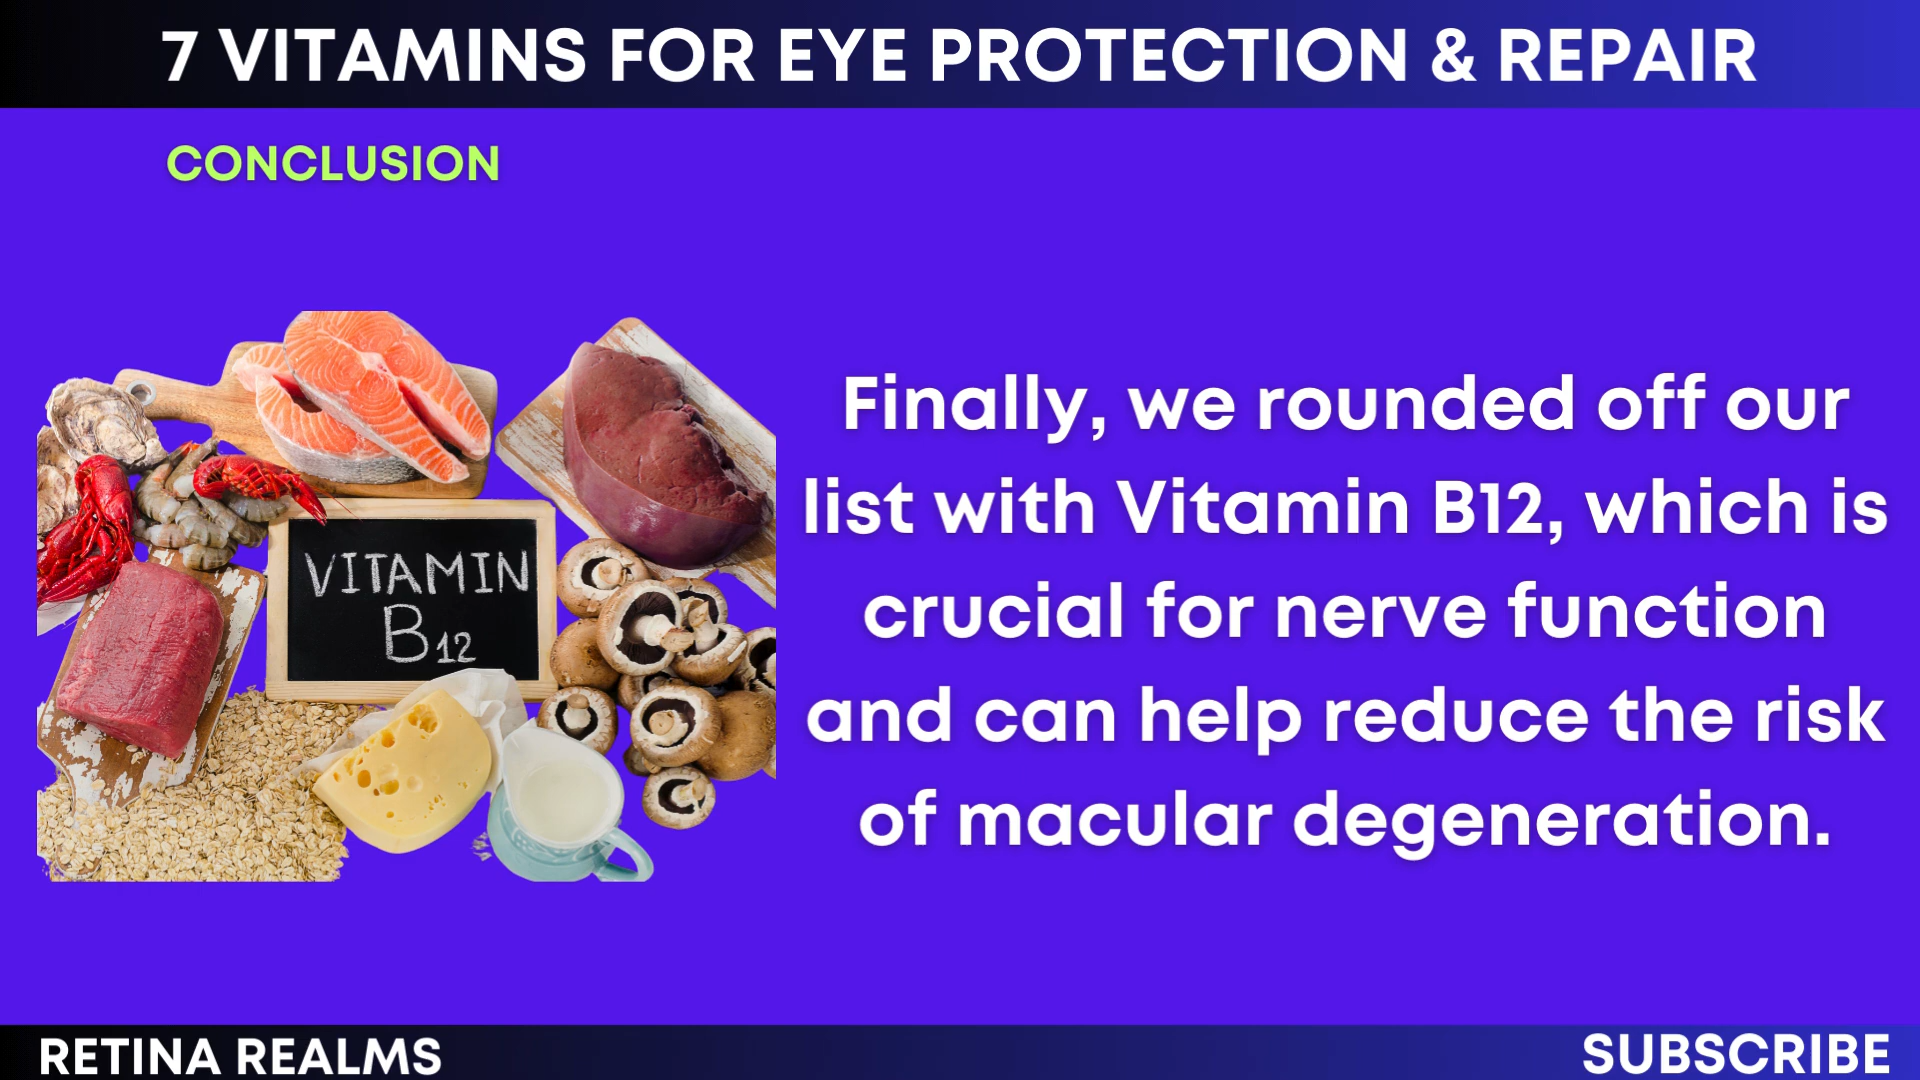 7 VITAMINS FOR EYE PROTECTION & REPAIR
CONCLUSION
VITAMIN
B12
Finally, we rounded off our
list with Vitamin B12, which is
crucial for nerve function
and can help reduce the risk
of macular degeneration.
RETINA REALMS
SUBSCRIBE